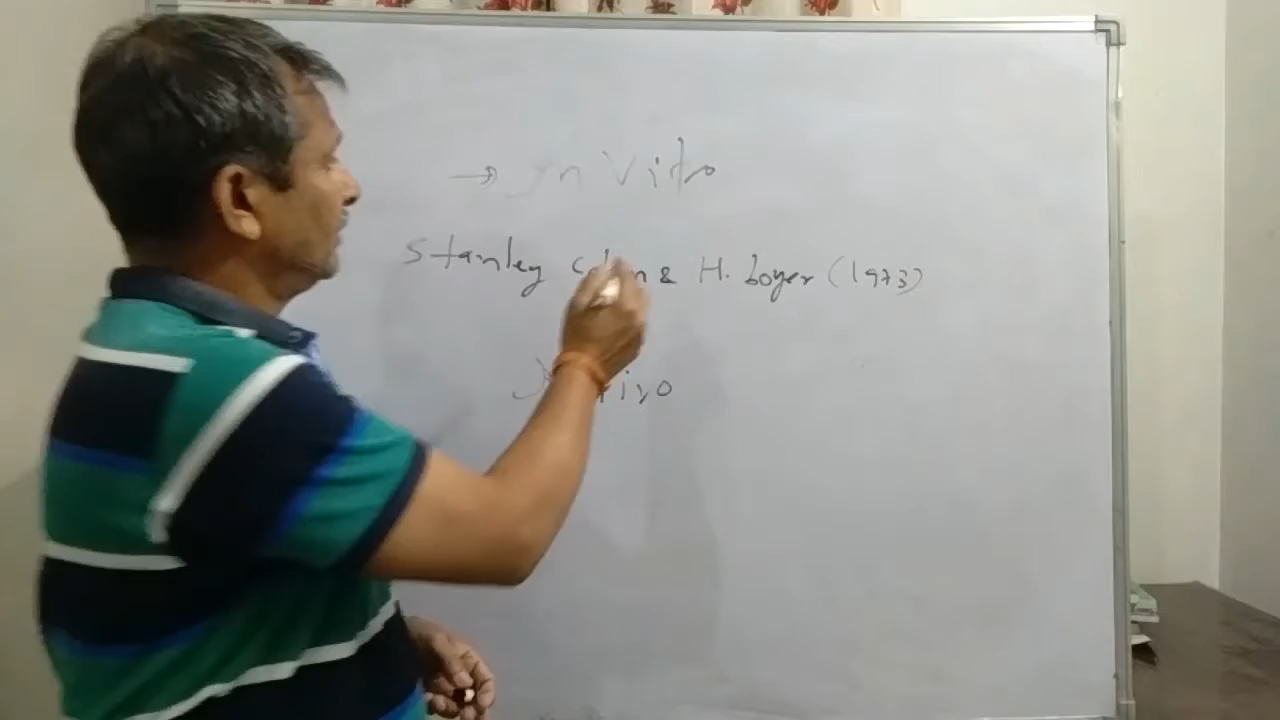 → In Vitro
Stanley Cohen & H. boyer (1973)
In Vivo